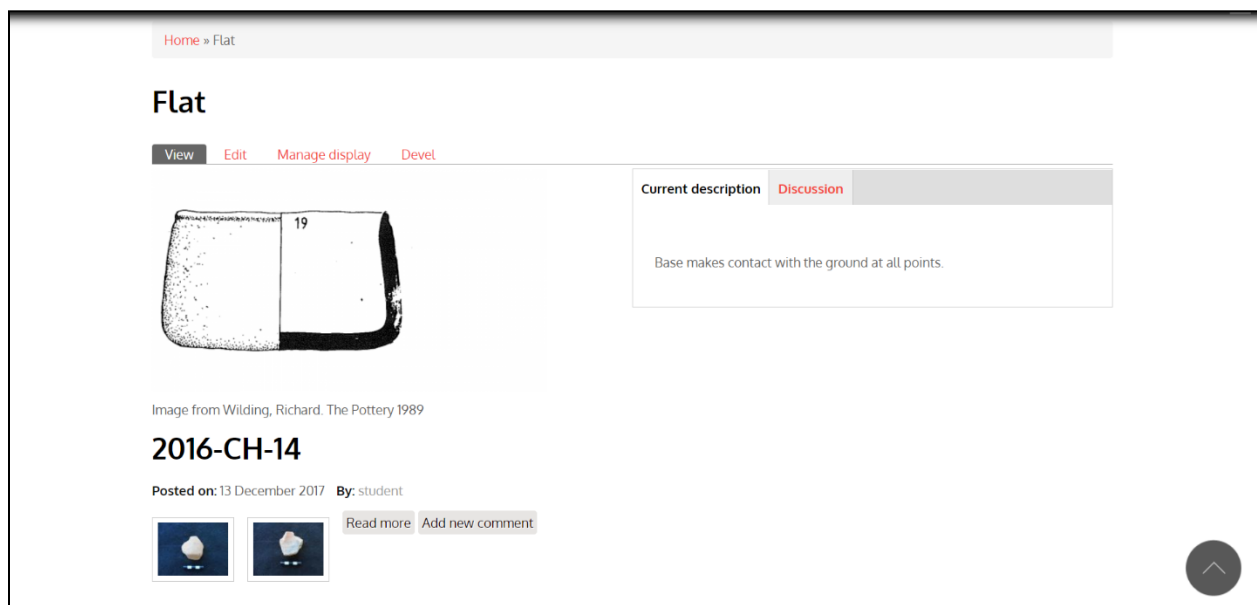 Home » Flat
Flat
View Edit Manage display Devel
19
Image from Wilding, Richard. The Pottery 1989
Current description Discussion
Base makes contact with the ground at all points.
2016-CH-14
Posted on: 13 December 2017 By: student
Read more Add new comment